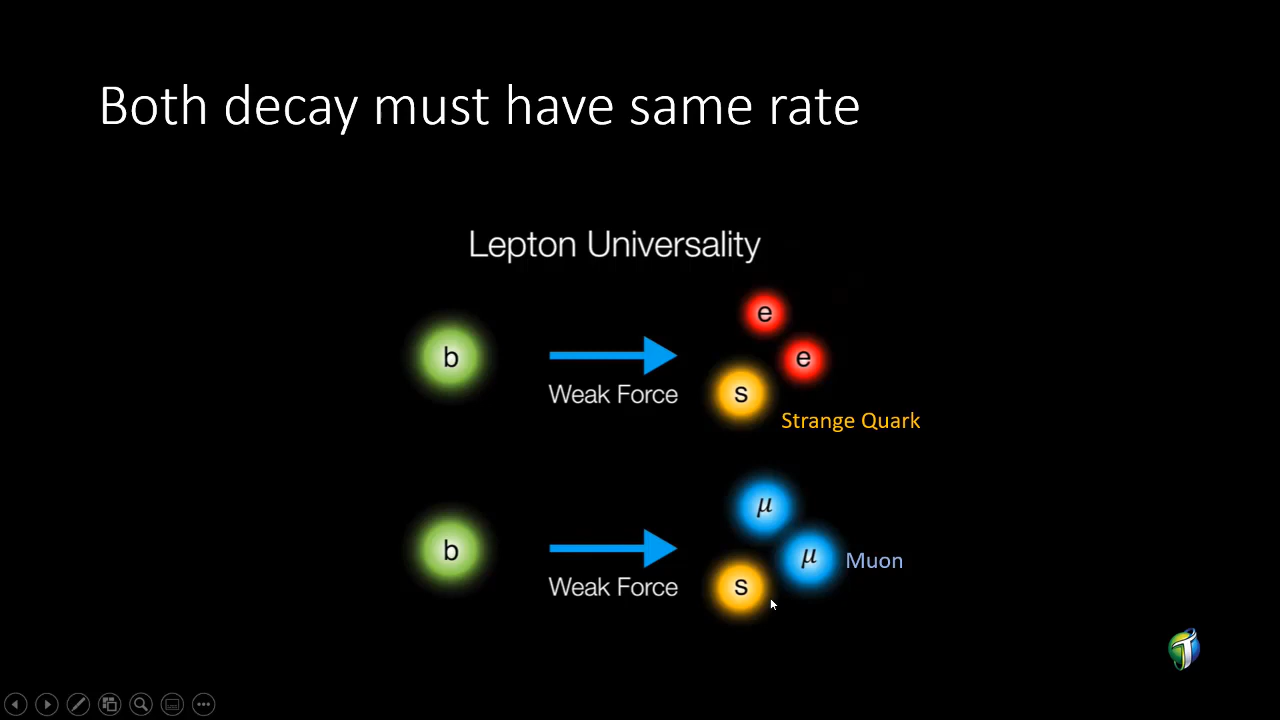 Both decay must have same rate
Lepton Universality
e
b
e
Weak Force
s
Strange Quark
μ
b
μ
Muon
Weak Force
s
T